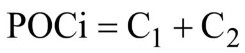 POCi = C₁ + C₂